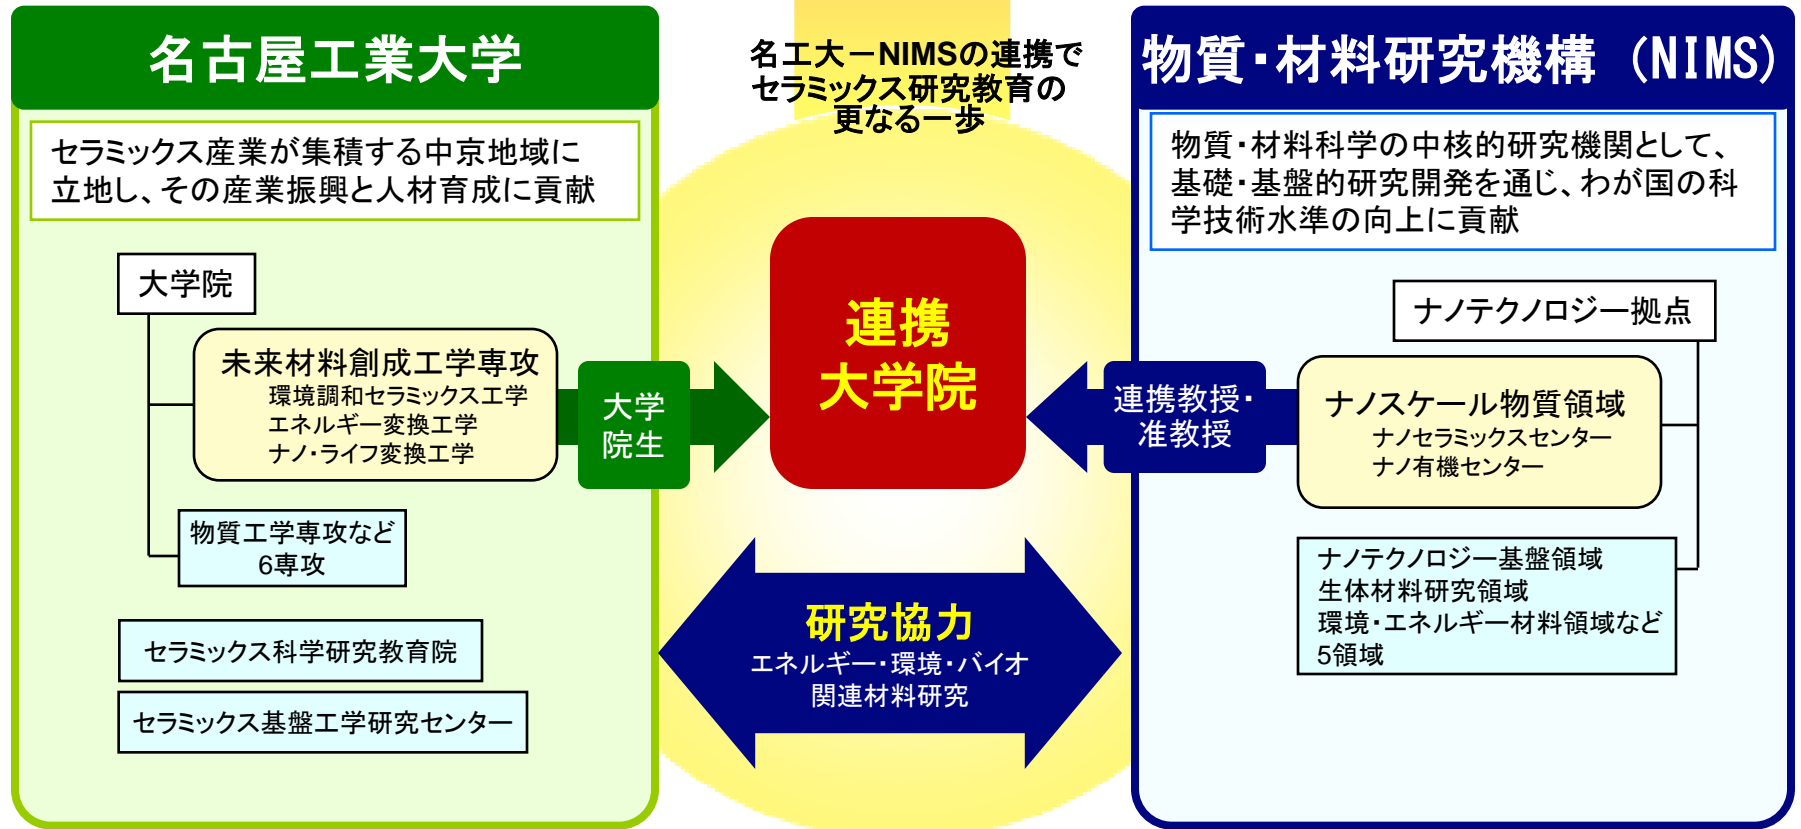 名古屋工業大学
セラミックス産業が集積する中京地域に
立地し、その産業振興と人材育成に貢献
大学院
未来材料創成工学専攻
環境調和セラミックス工学
エネルギー変換工学
ナノ・ライフ変換工学
物質工学専攻など
6専攻
セラミックス科学研究教育院
セラミックス基盤工学研究センター
大学
院生
名工大－NIMSの連携で
セラミックス研究教育の
更なる一歩
連携
大学院
研究協力
エネルギー・環境・バイオ
関連材料研究
連携教授・
准教授
物質・材料研究機構（NIMS）
物質・材料科学の中核的研究機関として、
基礎・基盤的研究開発を通じ、わが国の科
学技術水準の向上に貢献
ナノテクノロジー拠点
ナノスケール物質領域
ナノセラミックスセンター
ナノ有機センター
ナノテクノロジー基盤領域
生体材料研究領域
環境・エネルギー材料領域など
5領域